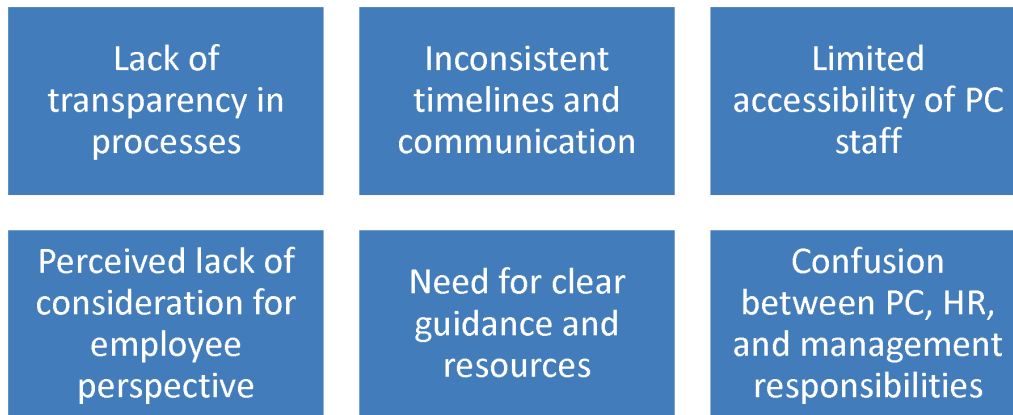 Lack of
transparency in
processes
Inconsistent
timelines and
communication
Limited
accessibility of PC
staff
Perceived lack of
consideration for
employee
perspective
Need for clear
guidance and
resources
Confusion
between PC, HR,
and management
responsibilities